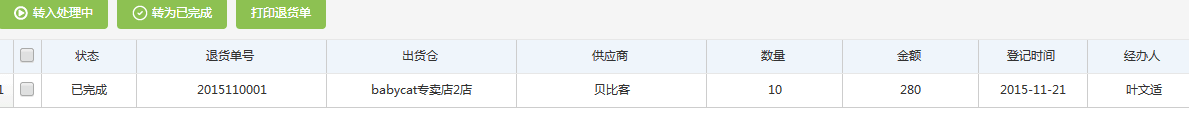 转入处理中 转为已完成 打印退货单
状态 退货单号 出货仓 供应商 数量 金额 登记时间 经办人
1 已完成 2015110001 babycat专卖店2店 贝比客 10 280 2015-11-21 叶文适